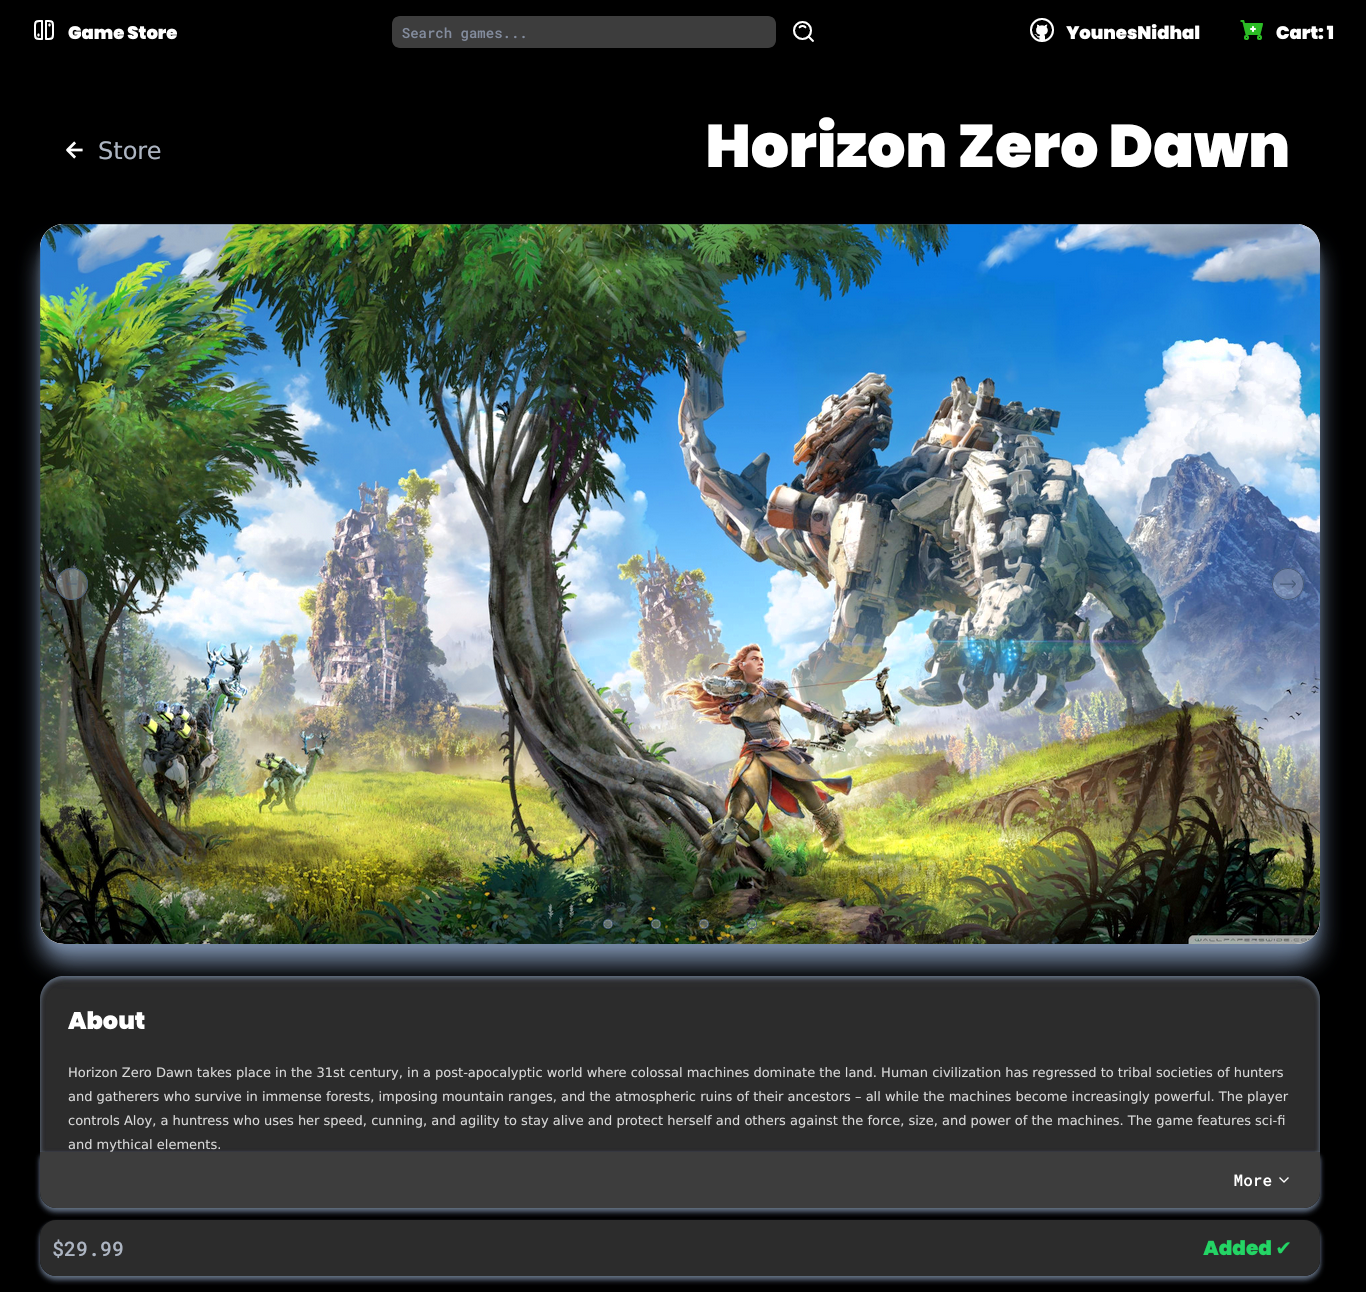 Game Store
Search games...
YounesNidhal
Cart: 1
Store
Horizon Zero Dawn
About
Horizon Zero Dawn takes place in the 31st century, in a post-apocalyptic world where colossal machines dominate the land. Human civilization has regressed to tribal societies of hunters
and gatherers who survive in immense forests, imposing mountain ranges, and the atmospheric ruins of their ancestors – all while the machines become increasingly powerful. The player
controls Aloy, a huntress who uses her speed, cunning, and agility to stay alive and protect herself and others against the force, size, and power of the machines. The game features sci-fi
and mythical elements.
More
$29.99
Added ✔